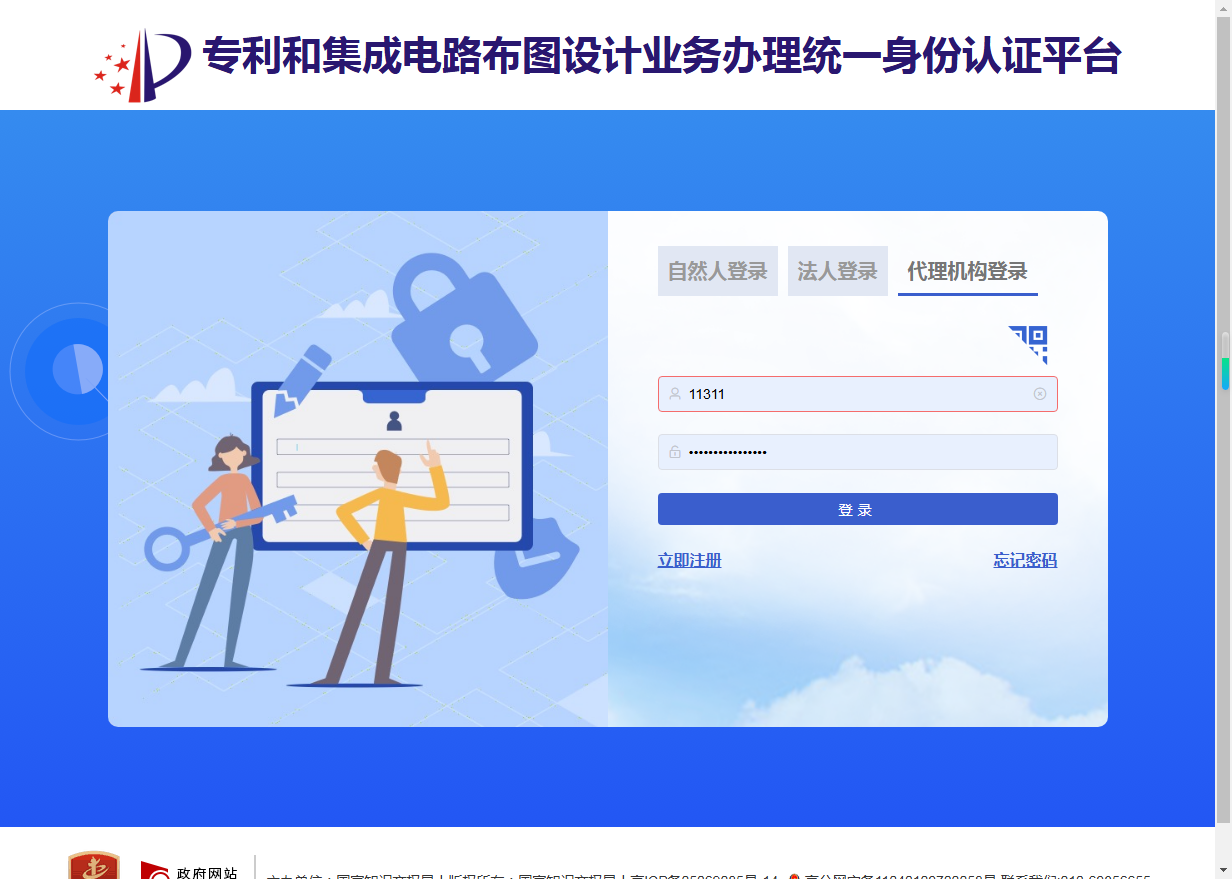 专利和集成电路布图设计业务办理统一身份认证平台
自然人登录 法人登录 代理机构登录
11311
••••••••••••••••
登 录
立即注册 忘记密码
政府网站